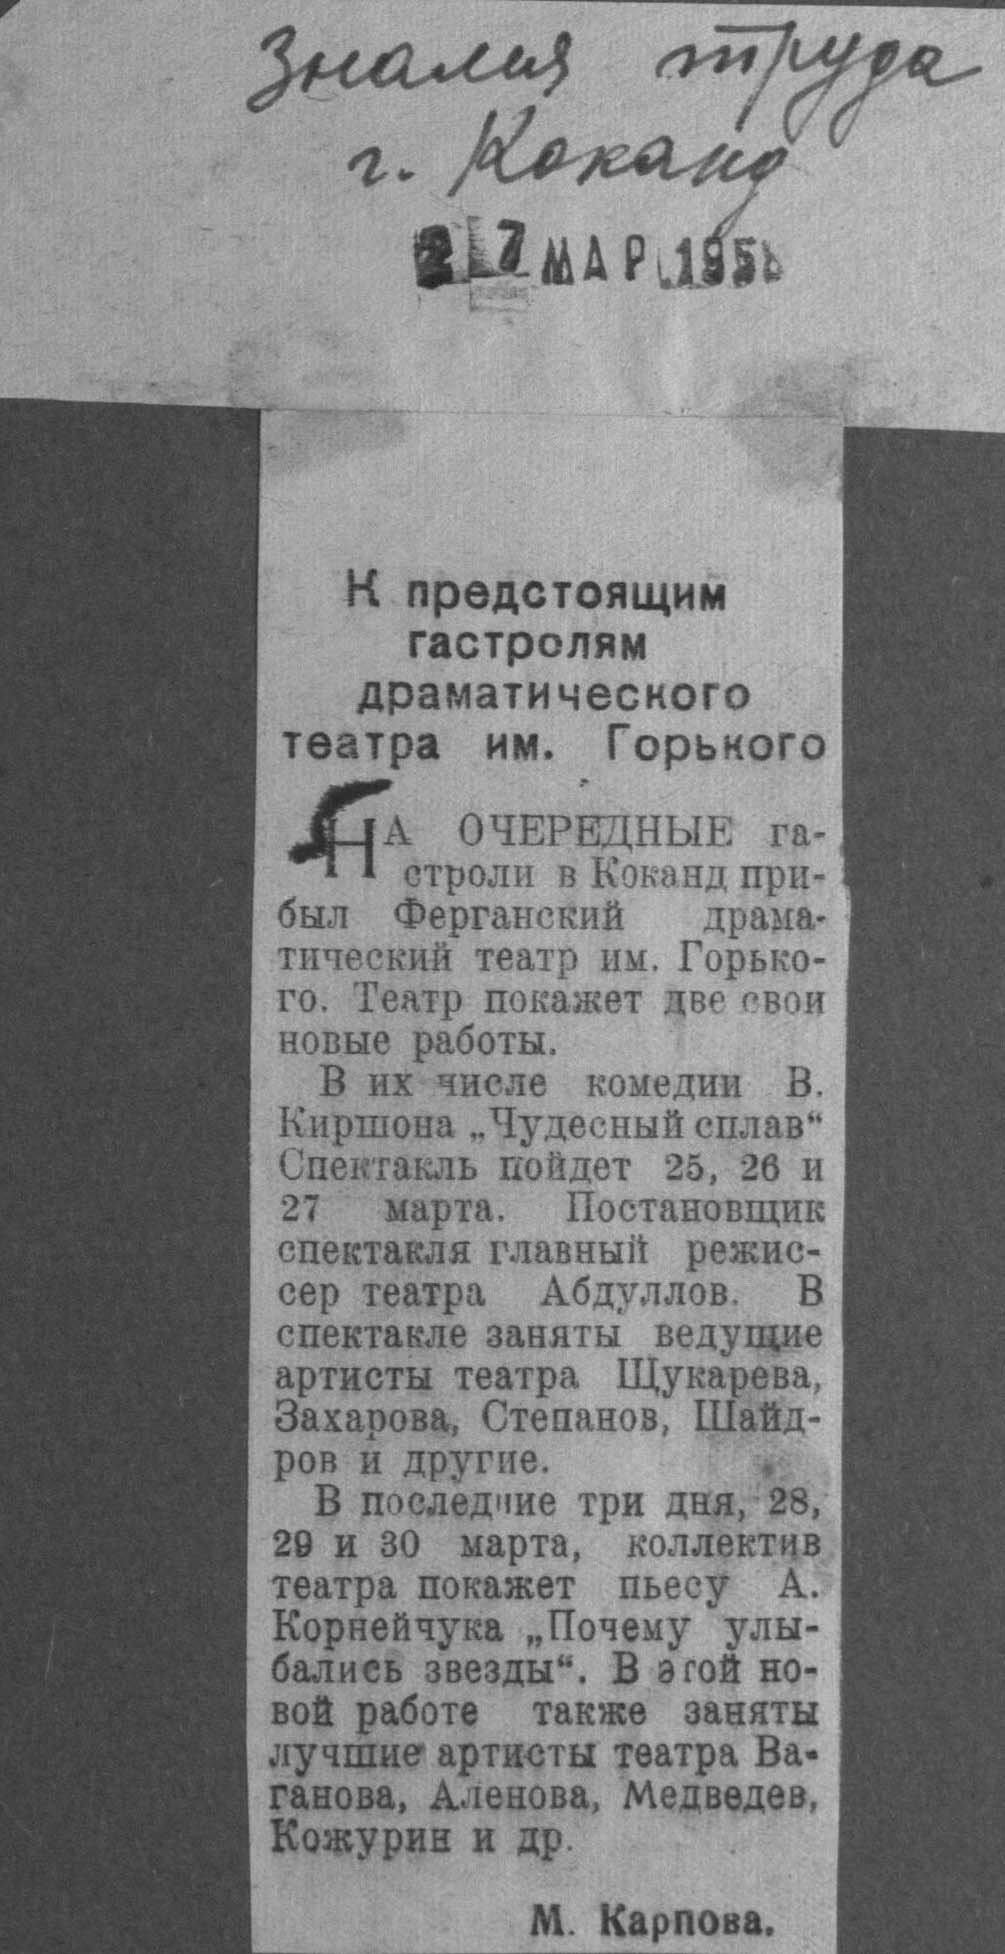 Знамя труда
г. Коканд
27 МАР 1958
К предстоящим
гастролям
драматического
театра им. Горького
НА ОЧЕРЕДНЫЕ га-
строли в Коканд при-
был Ферганский драма-
тический театр им. Горько-
го. Театр покажет две свои
новые работы.
В их числе комедии В.
Киршона „Чудесный сплав“
Спектакль пойдет 25, 26 и
27 марта. Постановщик
спектакля главный режис-
сер театра Абдуллов. В
спектакле заняты ведущие
артисты театра Щукарева,
Захарова, Степанов, Шайд-
ров и другие.
В последние три дня, 28,
29 и 30 марта, коллектив
театра покажет пьесу А.
Корнейчука „Почему улы-
бались звезды“. В этой но-
вой работе также заняты
лучшие артисты театра Ва-
ганова, Аленова, Медведев,
Кожурин и др.
М. Карпова.